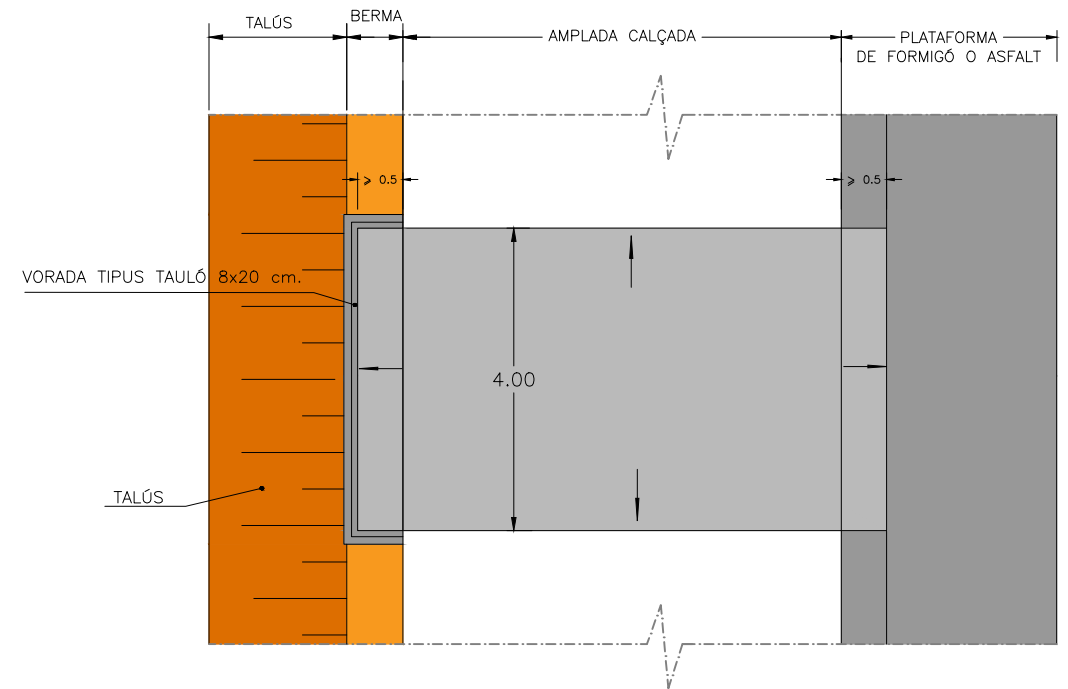 TALÚS
BERMA
AMPLADA CALÇADA
PLATAFORMA
DE FORMIGÓ O ASFALT
⩾ 0.5
⩾ 0.5
VORADA TIPUS TAULÓ 8x20 cm.
4.00
TALÚS